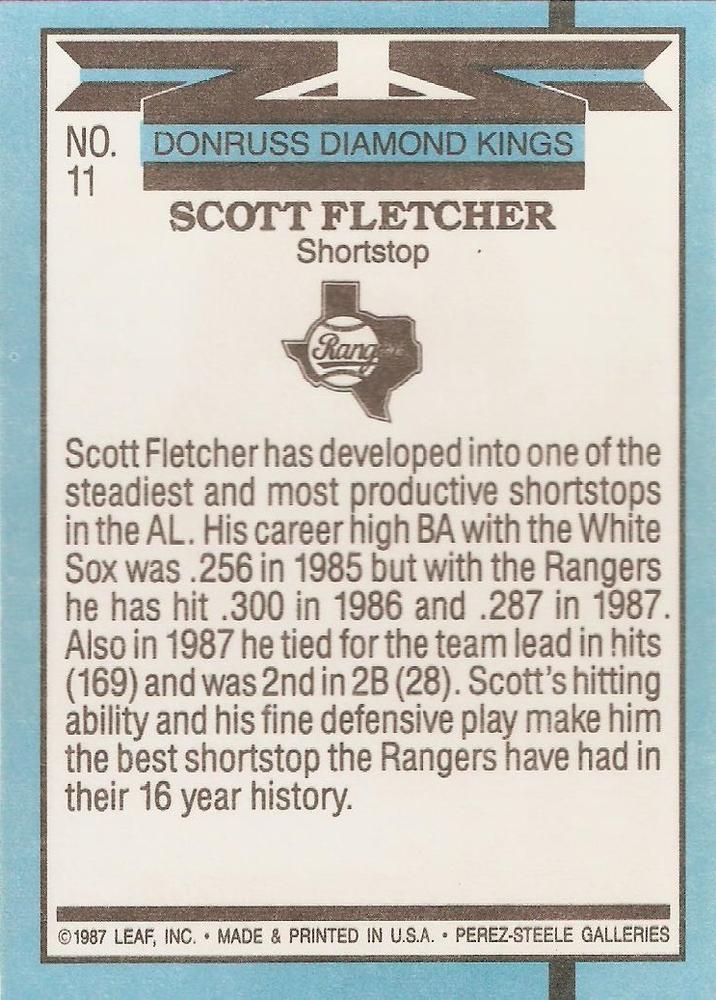 NO.
11
DONRUSS DIAMOND KINGS
SCOTT FLETCHER
Shortstop
Rangers
Scott Fletcher has developed into one of the
steadiest and most productive shortstops
in the AL. His career high BA with the White
Sox was .256 in 1985 but with the Rangers
he has hit .300 in 1986 and .287 in 1987.
Also in 1987 he tied for the team lead in hits
(169) and was 2nd in 2B (28). Scott's hitting
ability and his fine defensive play make him
the best shortstop the Rangers have had in
their 16 year history.
©1987 LEAF, INC. • MADE & PRINTED IN U.S.A. • PEREZ-STEELE GALLERIES